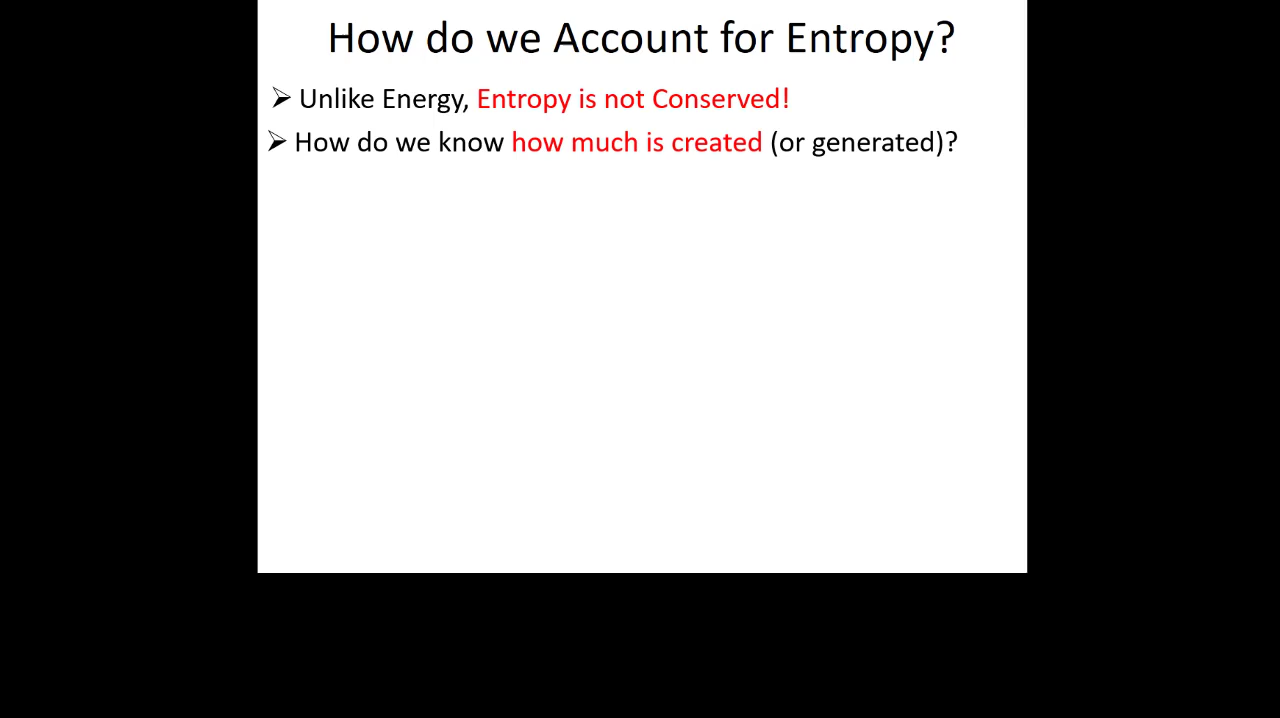 How do we Account for Entropy?
➢ Unlike Energy, Entropy is not Conserved!
➢ How do we know how much is created (or generated)?